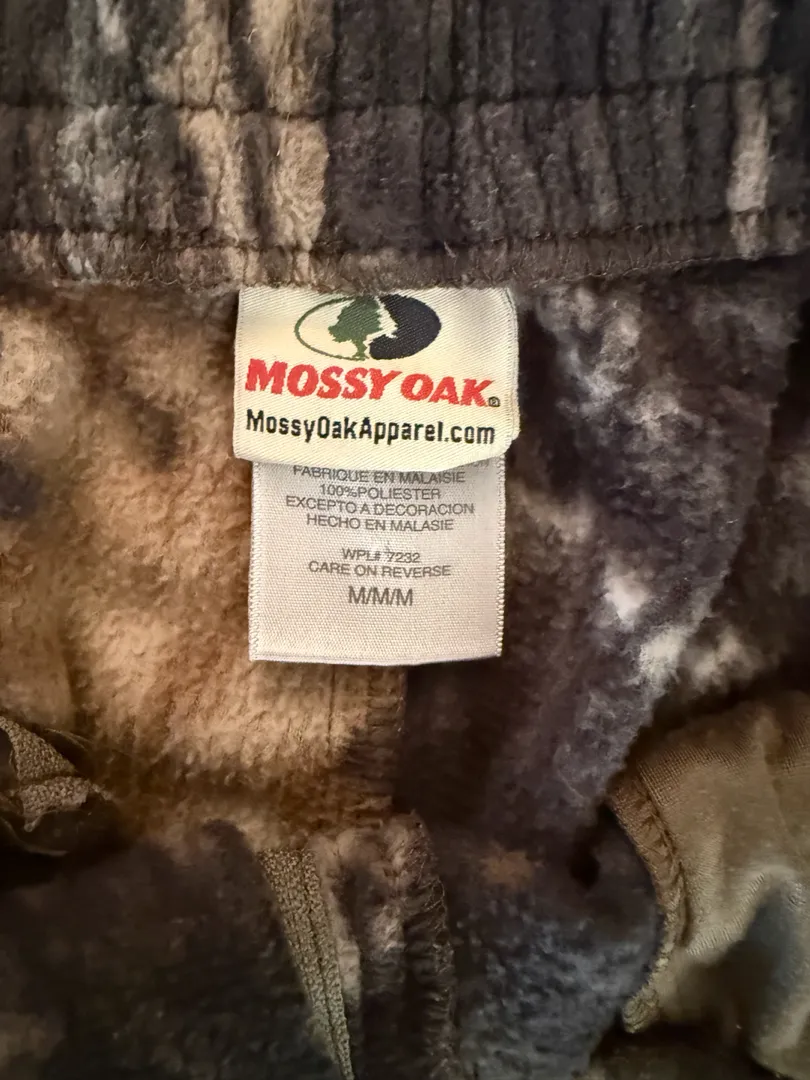 MOSSY OAK®
MossyOakApparel.com
FABRIQUE EN MALAISIE
100%POLIESTER
EXCEPTO A DECORACION
HECHO EN MALASIE
WPL# 7232
CARE ON REVERSE
M/M/M